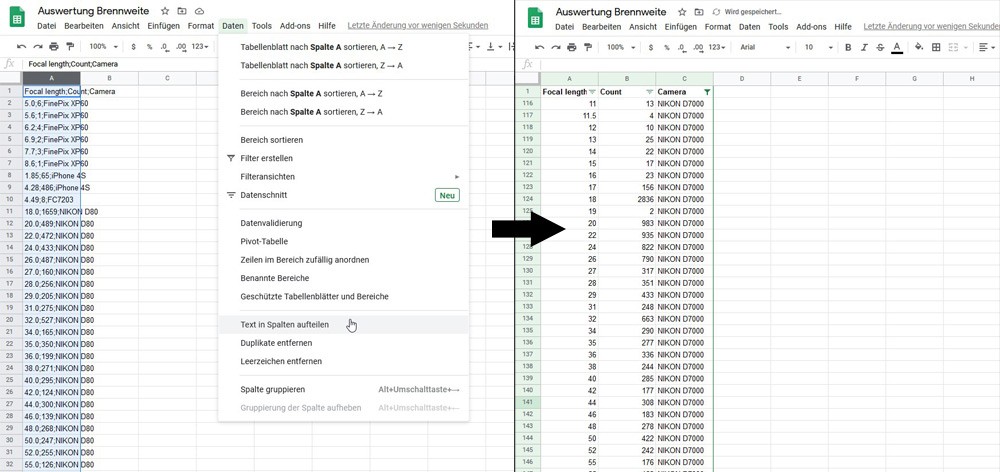 Auswertung Brennweite
Datei Bearbeiten Ansicht Einfügen Format Daten Tools Add-ons Hilfe Letzte Änderung vor wenigen Sekunden
100% $ % .0 .00 123
fx Focal length;Count;Camera
A B C
1 Focal length;Count;Camera
2 5.0;6;FinePix XP60
3 5.6;1;FinePix XP60
4 6.2;4;FinePix XP60
5 6.9;2;FinePix XP60
6 7.7;3;FinePix XP60
7 8.6;1;FinePix XP60
8 1.85;65;iPhone 4S
9 4.28;486;iPhone 4S
10 4.49;8;FC7203
11 18.0;1659;NIKON D80
12 20.0;489;NIKON D80
13 22.0;472;NIKON D80
14 24.0;433;NIKON D80
15 26.0;487;NIKON D80
16 27.0;160;NIKON D80
17 28.0;256;NIKON D80
18 29.0;205;NIKON D80
19 31.0;275;NIKON D80
20 32.0;527;NIKON D80
21 34.0;165;NIKON D80
22 35.0;350;NIKON D80
23 36.0;199;NIKON D80
24 38.0;271;NIKON D80
25 40.0;295;NIKON D80
26 42.0;124;NIKON D80
27 44.0;300;NIKON D80
28 46.0;139;NIKON D80
29 48.0;268;NIKON D80
30 50.0;247;NIKON D80
31 52.0;255;NIKON D80
32 55.0;126;NIKON D80
Tabellenblatt nach Spalte A sortieren, A → Z
Tabellenblatt nach Spalte A sortieren, Z → A
Bereich nach Spalte A sortieren, A → Z
Bereich nach Spalte A sortieren, Z → A
Bereich sortieren
Filter erstellen
Filteransichten
Datenschnitt Neu
Datenvalidierung
Pivot-Tabelle
Zeilen im Bereich zufällig anordnen
Benannte Bereiche
Geschützte Tabellenblätter und Bereiche
Text in Spalten aufteilen
Duplikate entfernen
Leerzeichen entfernen
Spalte gruppieren Alt+Umschalttaste+→
Gruppierung der Spalte aufheben Alt+Umschalttaste+←
Auswertung Brennweite Wird gespeichert…
Datei Bearbeiten Ansicht Einfügen Format Daten Tools Add-ons Hilfe Letzte Änderung vor wenigen Sekunden
100% $ % .0 .00 123 Arial 10 B I S A
fx
A B C D E F G H
1 Focal length Count Camera
116 11 13 NIKON D7000
117 11.5 4 NIKON D7000
118 12 10 NIKON D7000
119 13 25 NIKON D7000
120 14 22 NIKON D7000
121 15 17 NIKON D7000
122 16 23 NIKON D7000
123 17 156 NIKON D7000
124 18 2836 NIKON D7000
125 19 2 NIKON D7000
20 983 NIKON D7000
22 935 NIKON D7000
128 24 822 NIKON D7000
129 26 790 NIKON D7000
130 27 317 NIKON D7000
131 28 351 NIKON D7000
132 29 433 NIKON D7000
133 31 248 NIKON D7000
134 32 663 NIKON D7000
135 34 290 NIKON D7000
136 35 277 NIKON D7000
137 36 336 NIKON D7000
138 38 244 NIKON D7000
139 40 285 NIKON D7000
140 42 177 NIKON D7000
141 44 308 NIKON D7000
142 46 183 NIKON D7000
143 48 278 NIKON D7000
144 50 422 NIKON D7000
145 52 242 NIKON D7000
146 55 176 NIKON D7000